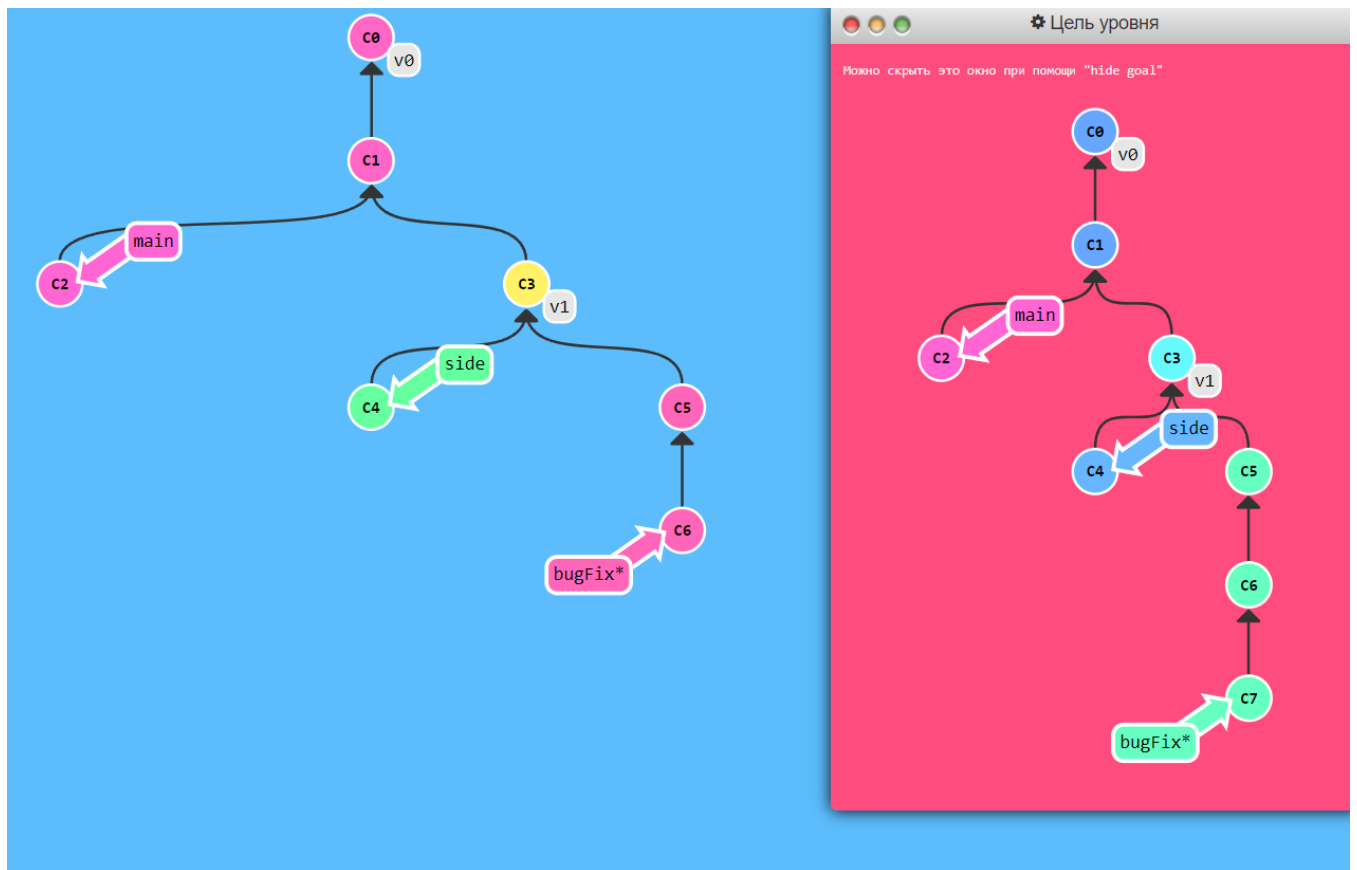 C0
v0
C1
main
C2
C3
v1
side
C4
C5
C6
bugFix*
Цель уровня
Можно скрыть это окно при помощи "hide goal"
C0
v0
C1
main
C2
C3
v1
side
C4
C5
C6
C7
bugFix*